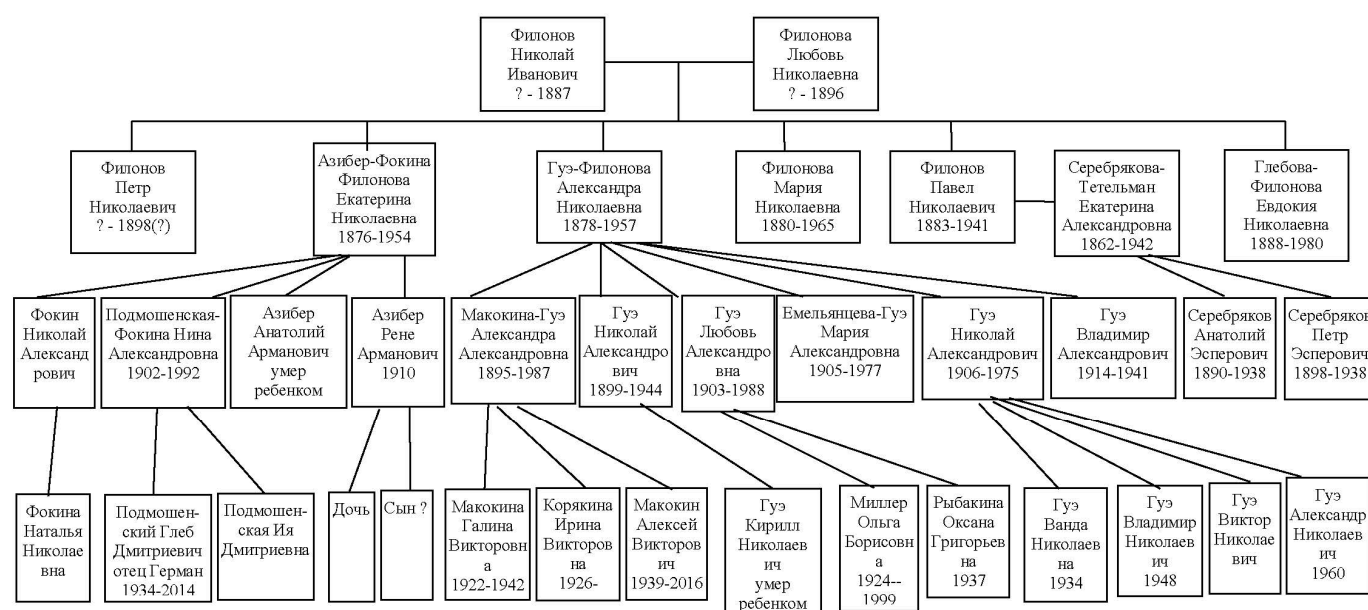 Филонов
Николай
Иванович
? - 1887
Филонова
Любовь
Николаевна
? - 1896
Филонов
Петр
Николаевич
? - 1898(?)
Азибер-Фокина
Филонова
Екатерина
Николаевна
1876-1954
Гуэ-Филонова
Александра
Николаевна
1878-1957
Филонова
Мария
Николаевна
1880-1965
Филонов
Павел
Николаевич
1883-1941
Серебрякова-
Тетельман
Екатерина
Александровна
1862-1942
Глебова-
Филонова
Евдокия
Николаевна
1888-1980
Фокин
Николай
Александ
рович
Подмошенская-
Фокина Нина
Александровна
1902-1992
Азибер
Анатолий
Арманович
умер
ребенком
Азибер
Рене
Арманович
1910
Макокина-Гуэ
Александра
Александровна
1895-1987
Гуэ
Николай
Александро
вич
1899-1944
Гуэ
Любовь
Александро
вна
1903-1988
Емельянцева-Гуэ
Мария
Александровна
1905-1977
Гуэ
Николай
Александрович
1906-1975
Гуэ
Владимир
Александрович
1914-1941
Серебряков
Анатолий
Эсперович
1890-1938
Серебряков
Петр
Эсперович
1898-1938
Фокина
Наталья
Николае
вна
Подмошен-
ский Глеб
Дмитриевич
отец Герман
1934-2014
Подмошен-
ская Ия
Дмитриевна
Дочь
Сын ?
Макокина
Галина
Викторовн
а
1922-1942
Корякина
Ирина
Викторов
на
1926-
Макокин
Алексей
Викторов
ич
1939-2016
Гуэ
Кирилл
Николаев
ич
умер
ребенком
Миллер
Ольга
Борисовн
а
1924--
1999
Рыбакина
Оксана
Григорьев
на
1937
Гуэ
Ванда
Николаев
на
1934
Гуэ
Владимир
Николаев
ич
1948
Гуэ
Виктор
Николае
вич
Гуэ
Александр
Николаев
ич
1960